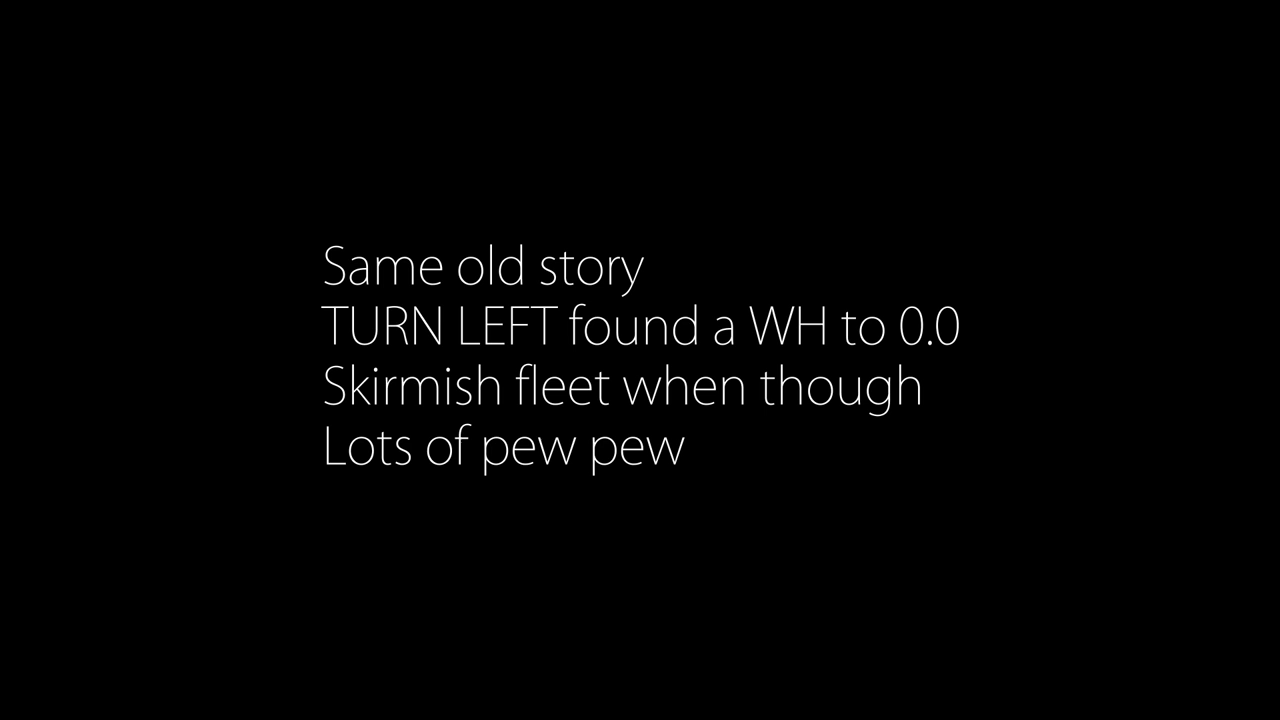 Same old story
TURN LEFT found a WH to 0.0
Skirmish fleet when though
Lots of pew pew